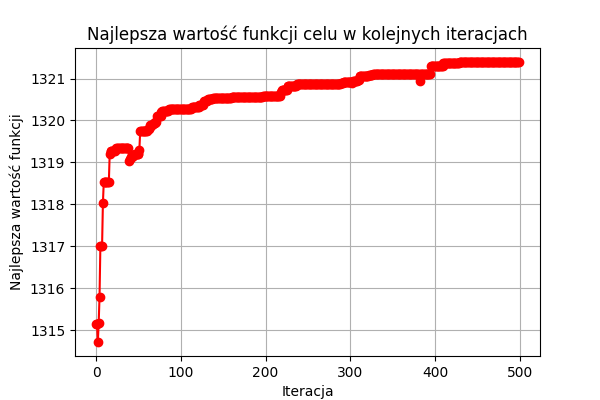 Najlepsza wartość funkcji celu w kolejnych iteracjach
Najlepsza wartość funkcji
1321
1320
1319
1318
1317
1316
1315
0 100 200 300 400 500
Iteracja